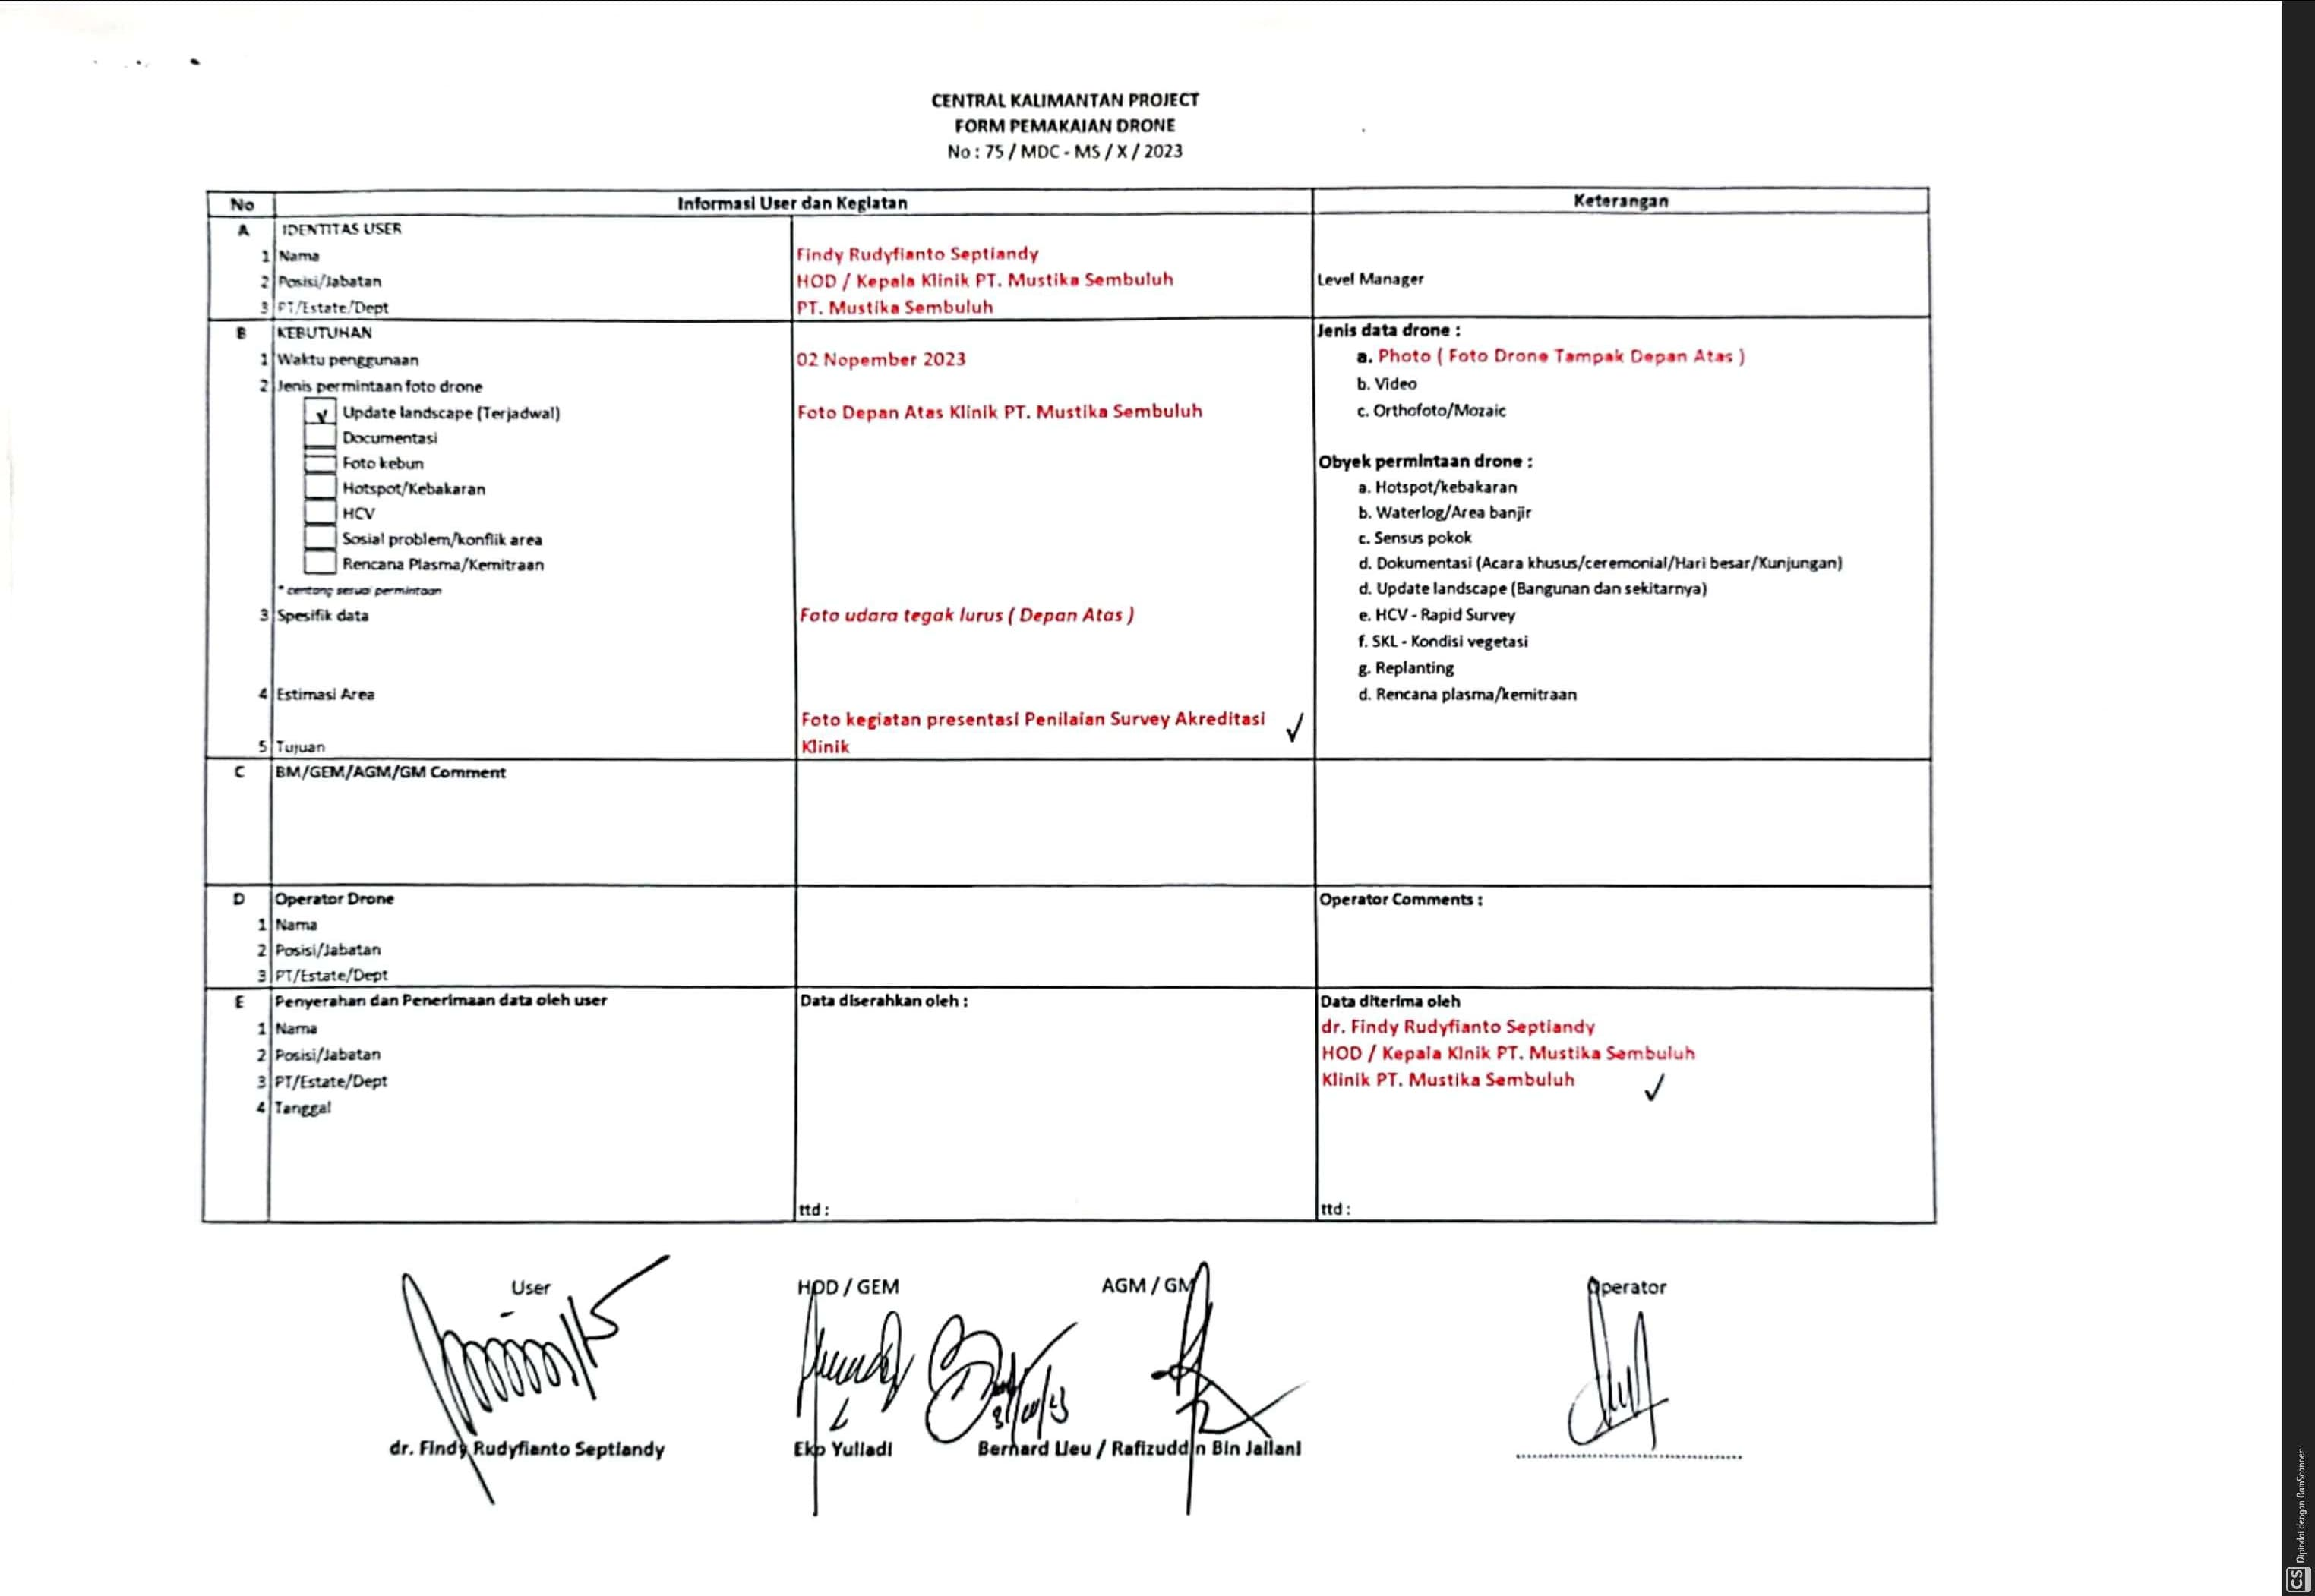 CENTRAL KALIMANTAN PROJECT
FORM PEMAKAIAN DRONE
No : 75 / MDC - MS / X / 2023
No Informasi User dan Kegiatan Keterangan
A IDENTITAS USER
1 Nama Findy Rudyfianto Septiandy
2 Posisi/Jabatan HOD / Kepala Klinik PT. Mustika Sembuluh Level Manager
3 PT/Estate/Dept PT. Mustika Sembuluh
B KEBUTUHAN Jenis data drone :
1 Waktu penggunaan 02 Nopember 2023 a. Photo ( Foto Drone Tampak Depan Atas )
2 Jenis permintaan foto drone b. Video
v Update landscape (Terjadwal) Foto Depan Atas Klinik PT. Mustika Sembuluh c. Orthofoto/Mozaic
Documentasi
Foto kebun Obyek permintaan drone :
Hotspot/Kebakaran a. Hotspot/kebakaran
HCV b. Waterlog/Area banjir
Sosial problem/konflik area c. Sensus pokok
Rencana Plasma/Kemitraan d. Dokumentasi (Acara khusus/ceremonial/Hari besar/Kunjungan)
* centang sesuai permintaan d. Update landscape (Bangunan dan sekitarnya)
3 Spesifik data Foto udara tegak lurus ( Depan Atas ) e. HCV - Rapid Survey
f. SKL - Kondisi vegetasi
g. Replanting
4 Estimasi Area d. Rencana plasma/kemitraan
Foto kegiatan presentasi Penilaian Survey Akreditasi
5 Tujuan Klinik
C BM/GEM/AGM/GM Comment
D Operator Drone Operator Comments :
1 Nama
2 Posisi/Jabatan
3 PT/Estate/Dept
E Penyerahan dan Penerimaan data oleh user Data diserahkan oleh : Data diterima oleh
1 Nama dr. Findy Rudyfianto Septiandy
2 Posisi/Jabatan HOD / Kepala Klnik PT. Mustika Sembuluh
3 PT/Estate/Dept Klinik PT. Mustika Sembuluh
4 Tanggal
ttd : ttd :
User HOD / GEM AGM / GM Operator
dr. Findy Rudyfianto Septiandy Eko Yuliadi Bernard Lieu / Rafizuddin Bin Jailani
CS Dipindai dengan CamScanner